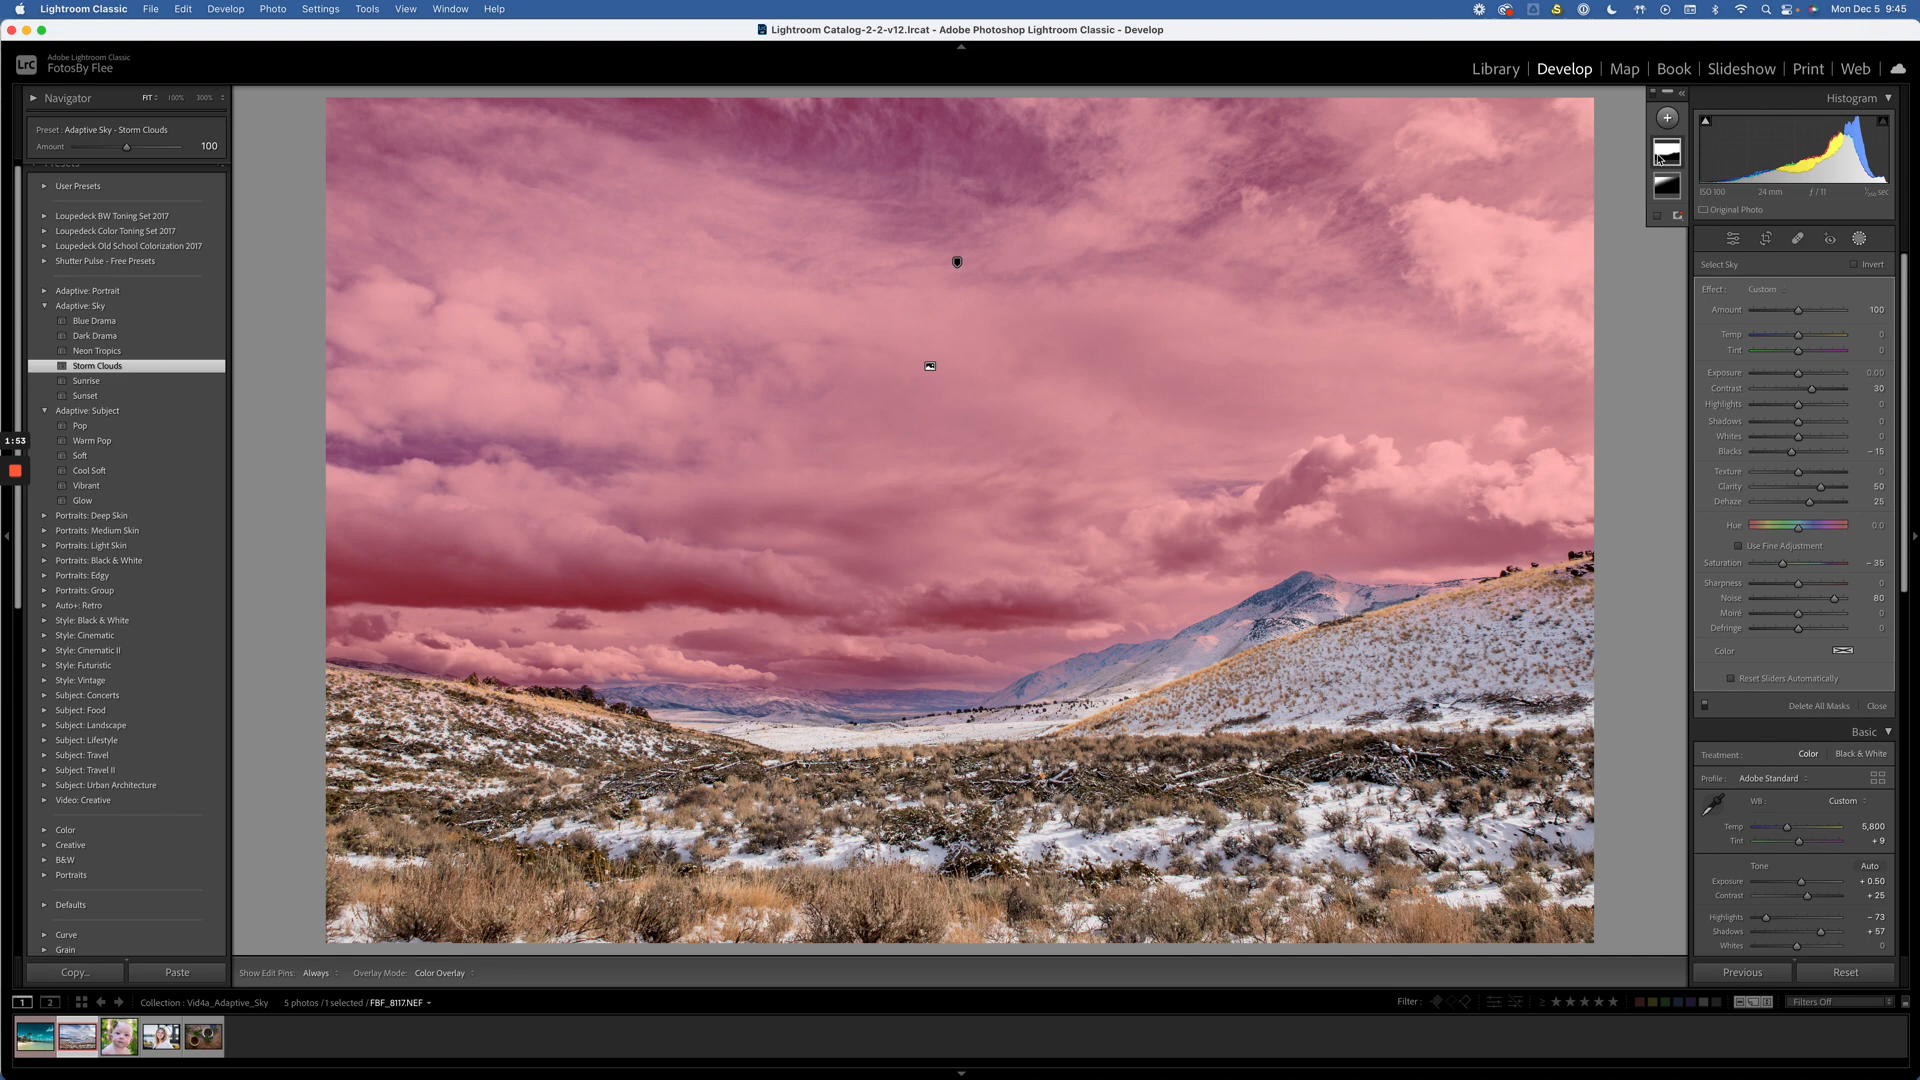 Lightroom Classic File Edit Develop Photo Settings Tools View Window Help Mon Dec 5 9:45
Lightroom Catalog-2-2-v12.lrcat - Adobe Photoshop Lightroom Classic - Develop
LrC Adobe Lightroom Classic
FotosBy Flee
Library | Develop | Map | Book | Slideshow | Print | Web
Navigator FIT 100% 300%
Preset : Adaptive Sky - Storm Clouds
Amount 100
Presets
User Presets
Loupedeck BW Toning Set 2017
Loupedeck Color Toning Set 2017
Loupedeck Old School Colorization 2017
Shutter Pulse - Free Presets
Adaptive: Portrait
Adaptive: Sky
Blue Drama
Dark Drama
Neon Tropics
Storm Clouds
Sunrise
Sunset
Adaptive: Subject
Pop
1:53
Warm Pop
Soft
Cool Soft
Vibrant
Glow
Portraits: Deep Skin
Portraits: Medium Skin
Portraits: Light Skin
Portraits: Black & White
Portraits: Edgy
Portraits: Group
Auto+: Retro
Style: Black & White
Style: Cinematic
Style: Cinematic II
Style: Futuristic
Style: Vintage
Subject: Concerts
Subject: Food
Subject: Landscape
Subject: Lifestyle
Subject: Travel
Subject: Travel II
Subject: Urban Architecture
Video: Creative
Color
Creative
B&W
Portraits
Defaults
Curve
Grain
Copy... Paste
Show Edit Pins: Always Overlay Mode: Color Overlay
Histogram
ISO 100 24 mm f / 11 sec
Original Photo
Select Sky Invert
Effect : Custom
Amount 100
Temp 0
Tint 0
Exposure 0.00
Contrast 30
Highlights 0
Shadows 0
Whites 0
Blacks – 15
Texture 0
Clarity 50
Dehaze 25
Hue 0.0
Use Fine Adjustment
Saturation – 35
Sharpness 0
Noise 80
Moiré 0
Defringe 0
Color
Reset Sliders Automatically
Delete All Masks Close
Basic
Treatment : Color Black & White
Profile : Adobe Standard
WB : Custom
Temp 5,800
Tint + 9
Tone Auto
Exposure + 0.50
Contrast + 25
Highlights – 73
Shadows + 57
Whites 0
Previous Reset
1 2 Collection : Vid4a_Adaptive_Sky 5 photos / 1 selected / FBF_8117.NEF Filter : Filters Off